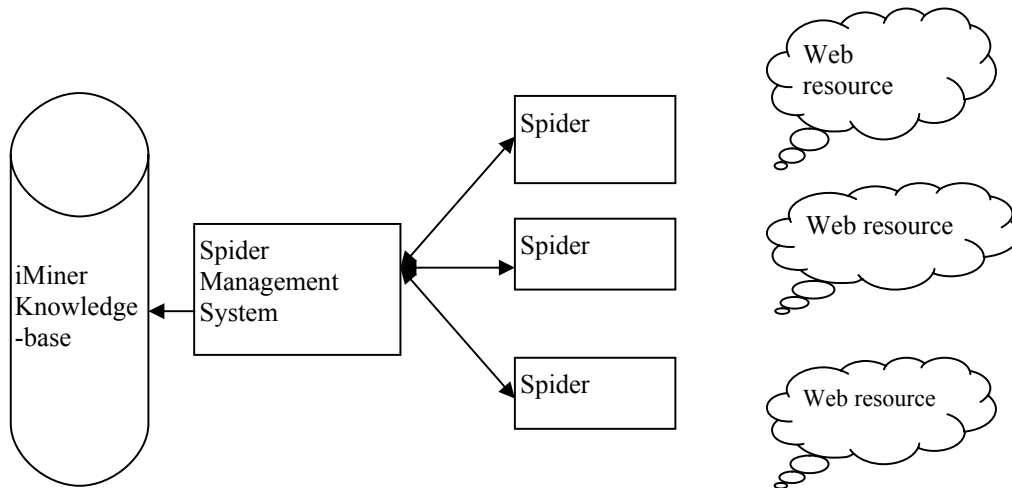 iMiner
Knowledge
-base
Spider
Management
System
Spider
Spider
Spider
Web
resource
Web resource
Web resource